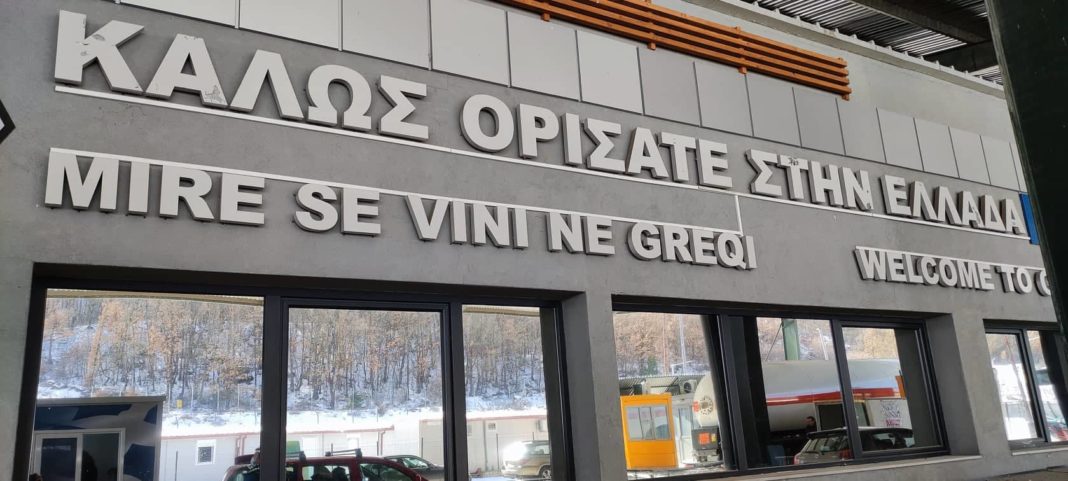 ΚΑΛΩΣ ΟΡΙΣΑΤΕ ΣΤΗΝ ΕΛΛΑΔΑ
MIRE SE VINI NE GREQI
WELCOME TO